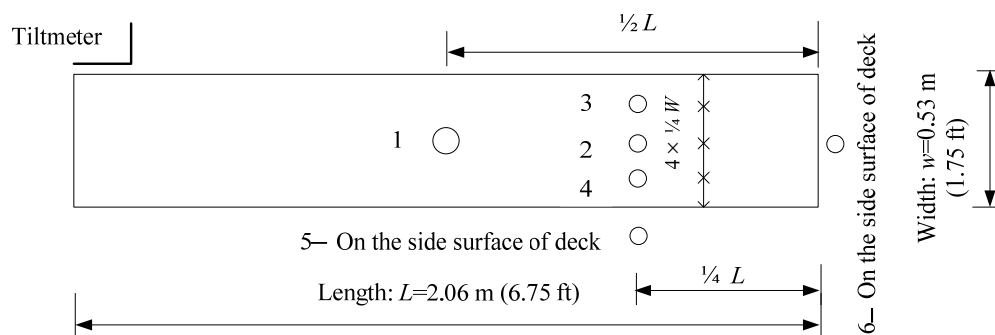 Tiltmeter
½ L
3
1
2
4
4 × ¼ W
5– On the side surface of deck
¼ L
Length: L=2.06 m (6.75 ft)
6– On the side surface of deck
Width: w=0.53 m
(1.75 ft)